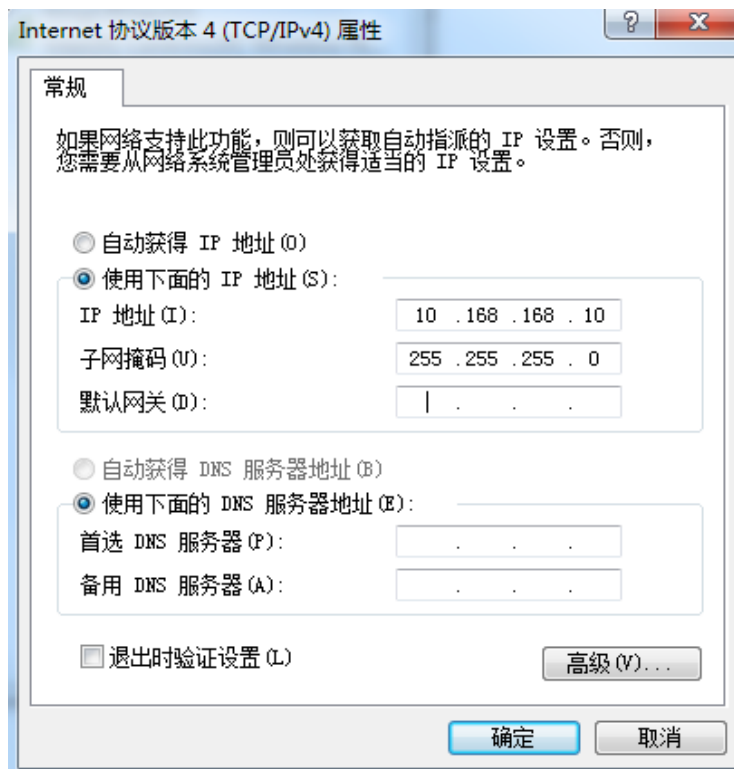 Internet 协议版本 4 (TCP/IPv4) 属性
?
常规
如果网络支持此功能，则可以获取自动指派的 IP 设置。否则，
您需要从网络系统管理员处获得适当的 IP 设置。
自动获得 IP 地址(O)
使用下面的 IP 地址(S):
IP 地址(I): 10 .168 .168 . 10
子网掩码(U): 255 .255 .255 . 0
默认网关(D): . . .
自动获得 DNS 服务器地址(B)
使用下面的 DNS 服务器地址(E):
首选 DNS 服务器(P): . . .
备用 DNS 服务器(A): . . .
退出时验证设置(L)
高级(V)...
确定 取消